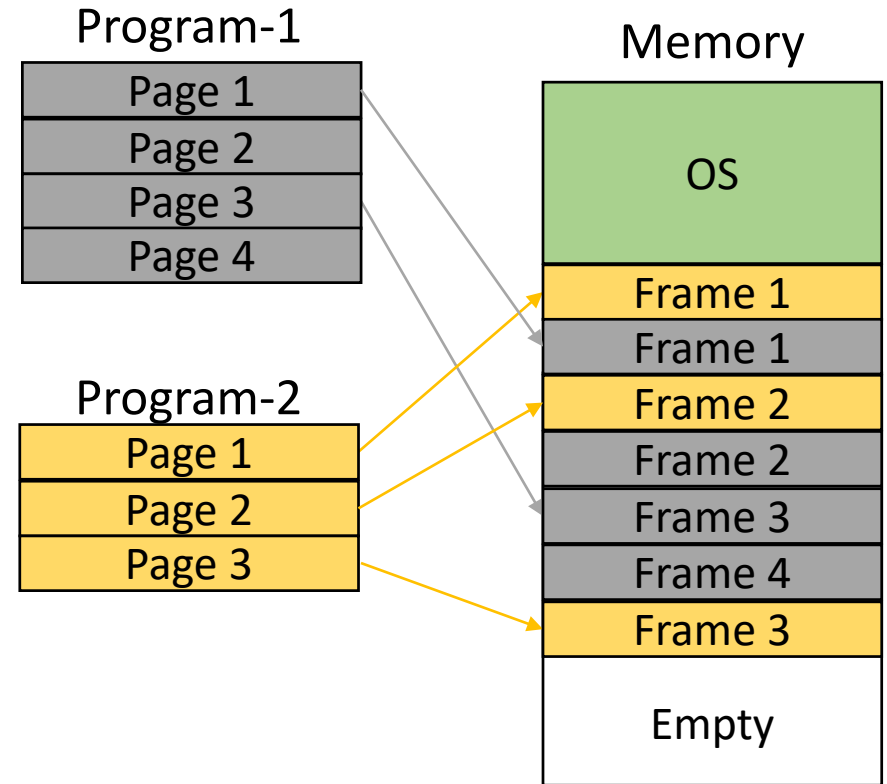 Program-1
Page 1
Page 2
Page 3
Page 4
Program-2
Page 1
Page 2
Page 3
Memory
OS
Frame 1
Frame 1
Frame 2
Frame 2
Frame 3
Frame 4
Frame 3
Empty